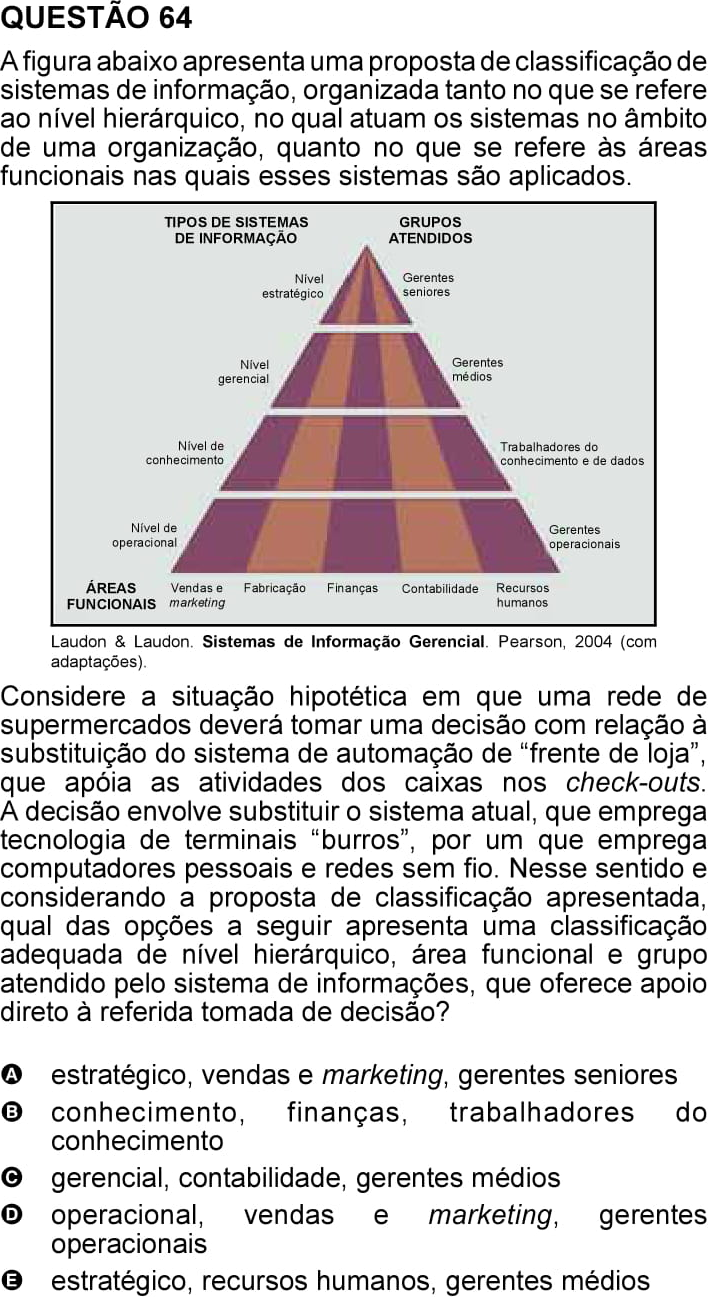 QUESTÃO 64
A figura abaixo apresenta uma proposta de classificação de
sistemas de informação, organizada tanto no que se refere
ao nível hierárquico, no qual atuam os sistemas no âmbito
de uma organização, quanto no que se refere às áreas
funcionais nas quais esses sistemas são aplicados.
TIPOS DE SISTEMAS
DE INFORMAÇÃO
GRUPOS
ATENDIDOS
Nível
estratégico
Gerentes
seniores
Nível
gerencial
Gerentes
médios
Nível de
conhecimento
Trabalhadores do
conhecimento e de dados
Nível de
operacional
Gerentes
operacionais
ÁREAS
FUNCIONAIS
Vendas e
marketing
Fabricação
Finanças
Contabilidade
Recursos
humanos
Laudon & Laudon. Sistemas de Informação Gerencial. Pearson, 2004 (com
adaptações).
Considere a situação hipotética em que uma rede de
supermercados deverá tomar uma decisão com relação à
substituição do sistema de automação de “frente de loja”,
que apóia as atividades dos caixas nos check-outs.
A decisão envolve substituir o sistema atual, que emprega
tecnologia de terminais “burros”, por um que emprega
computadores pessoais e redes sem fio. Nesse sentido e
considerando a proposta de classificação apresentada,
qual das opções a seguir apresenta uma classificação
adequada de nível hierárquico, área funcional e grupo
atendido pelo sistema de informações, que oferece apoio
direto à referida tomada de decisão?
A estratégico, vendas e marketing, gerentes seniores
B conhecimento, finanças, trabalhadores do
conhecimento
C gerencial, contabilidade, gerentes médios
D operacional, vendas e marketing, gerentes
operacionais
E estratégico, recursos humanos, gerentes médios